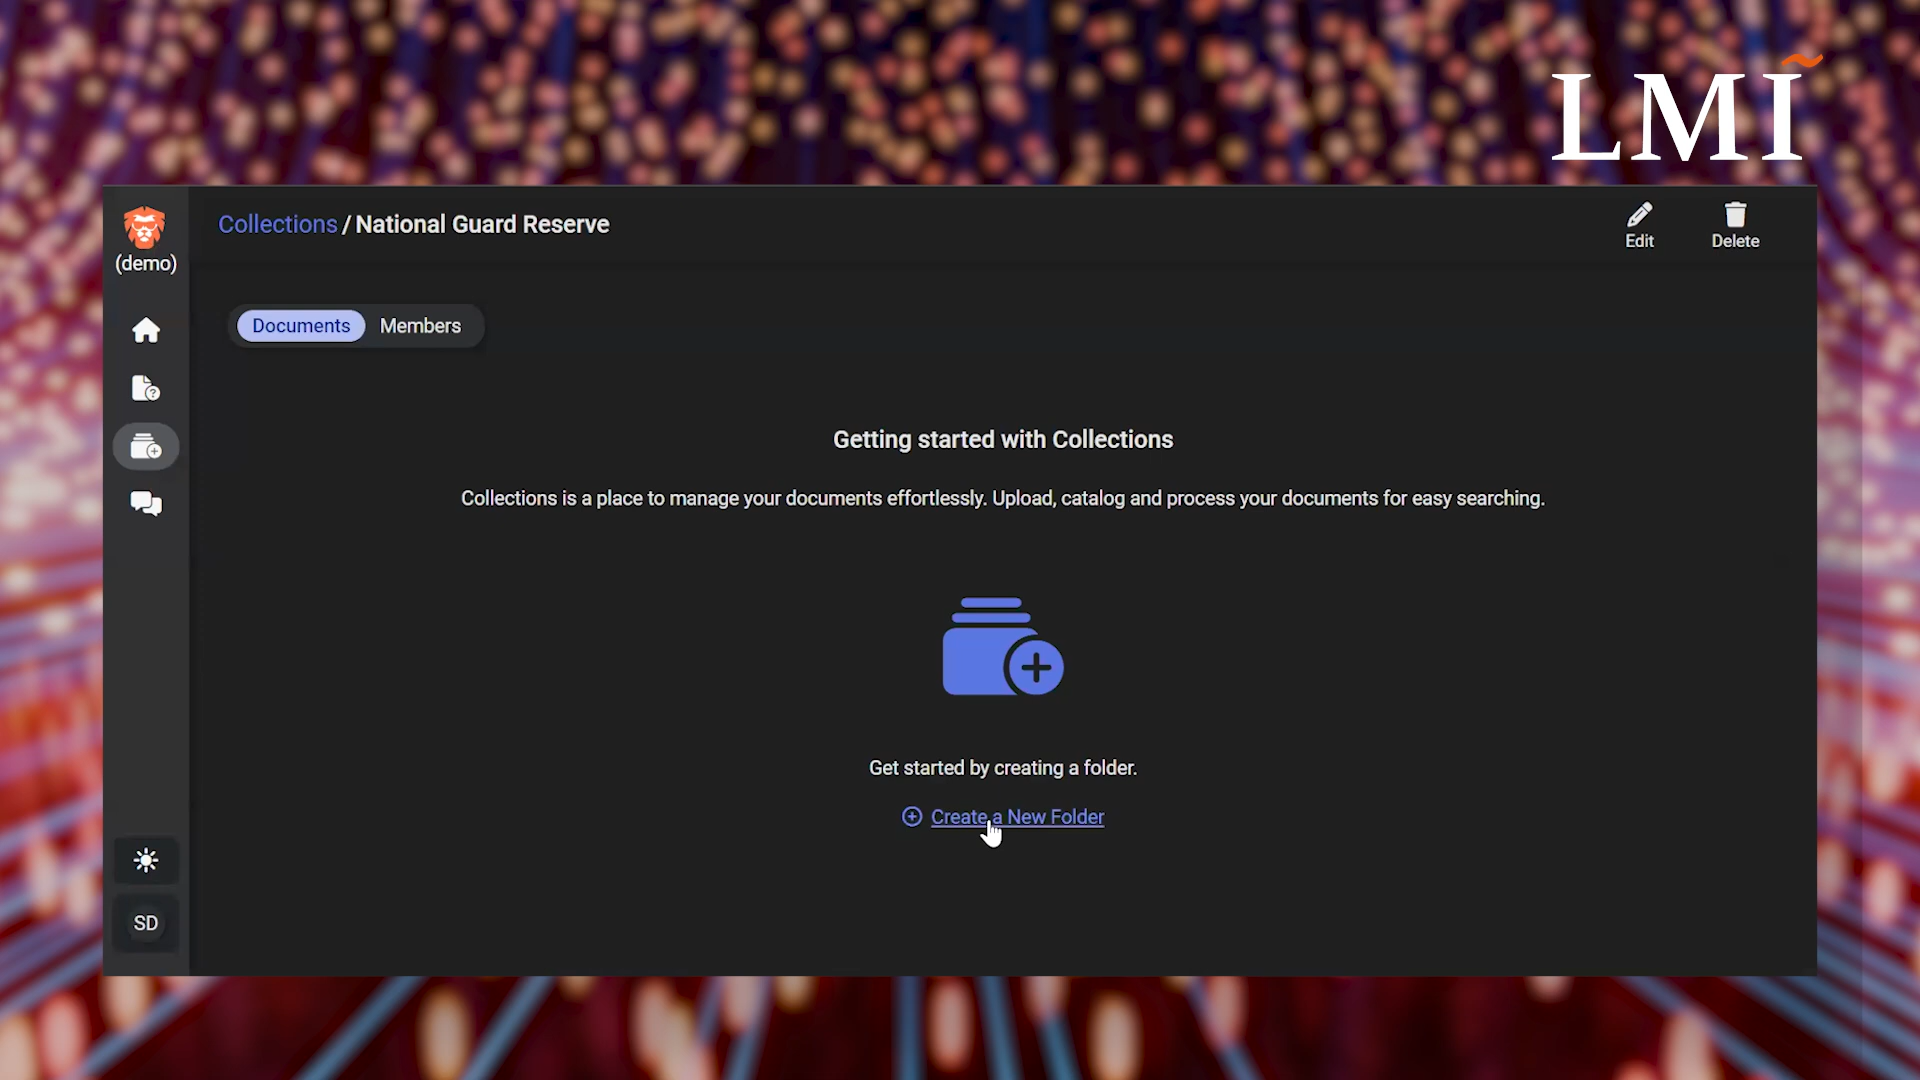 LMI
(demo)
Collections / National Guard Reserve
Edit
Delete
Documents
Members
Getting started with Collections
Collections is a place to manage your documents effortlessly. Upload, catalog and process your documents for easy searching.
Get started by creating a folder.
Create a New Folder
SD